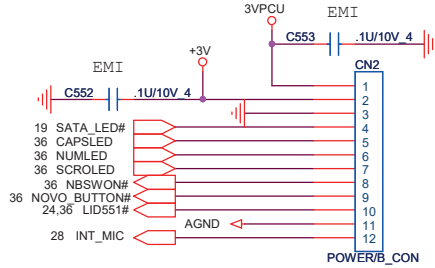 3VPCU
EMI
C553 .1U/10V_4
+3V
EMI
C552 .1U/10V_4
CN2
1
2
3
19 SATA_LED# 4
36 CAPSLED 5
36 NUMLED 6
36 SCROLED 7
36 NBSWON# 8
36 NOVO_BUTTON# 9
24,36 LID551# 10
AGND 11
28 INT_MIC 12
POWER/B_CON